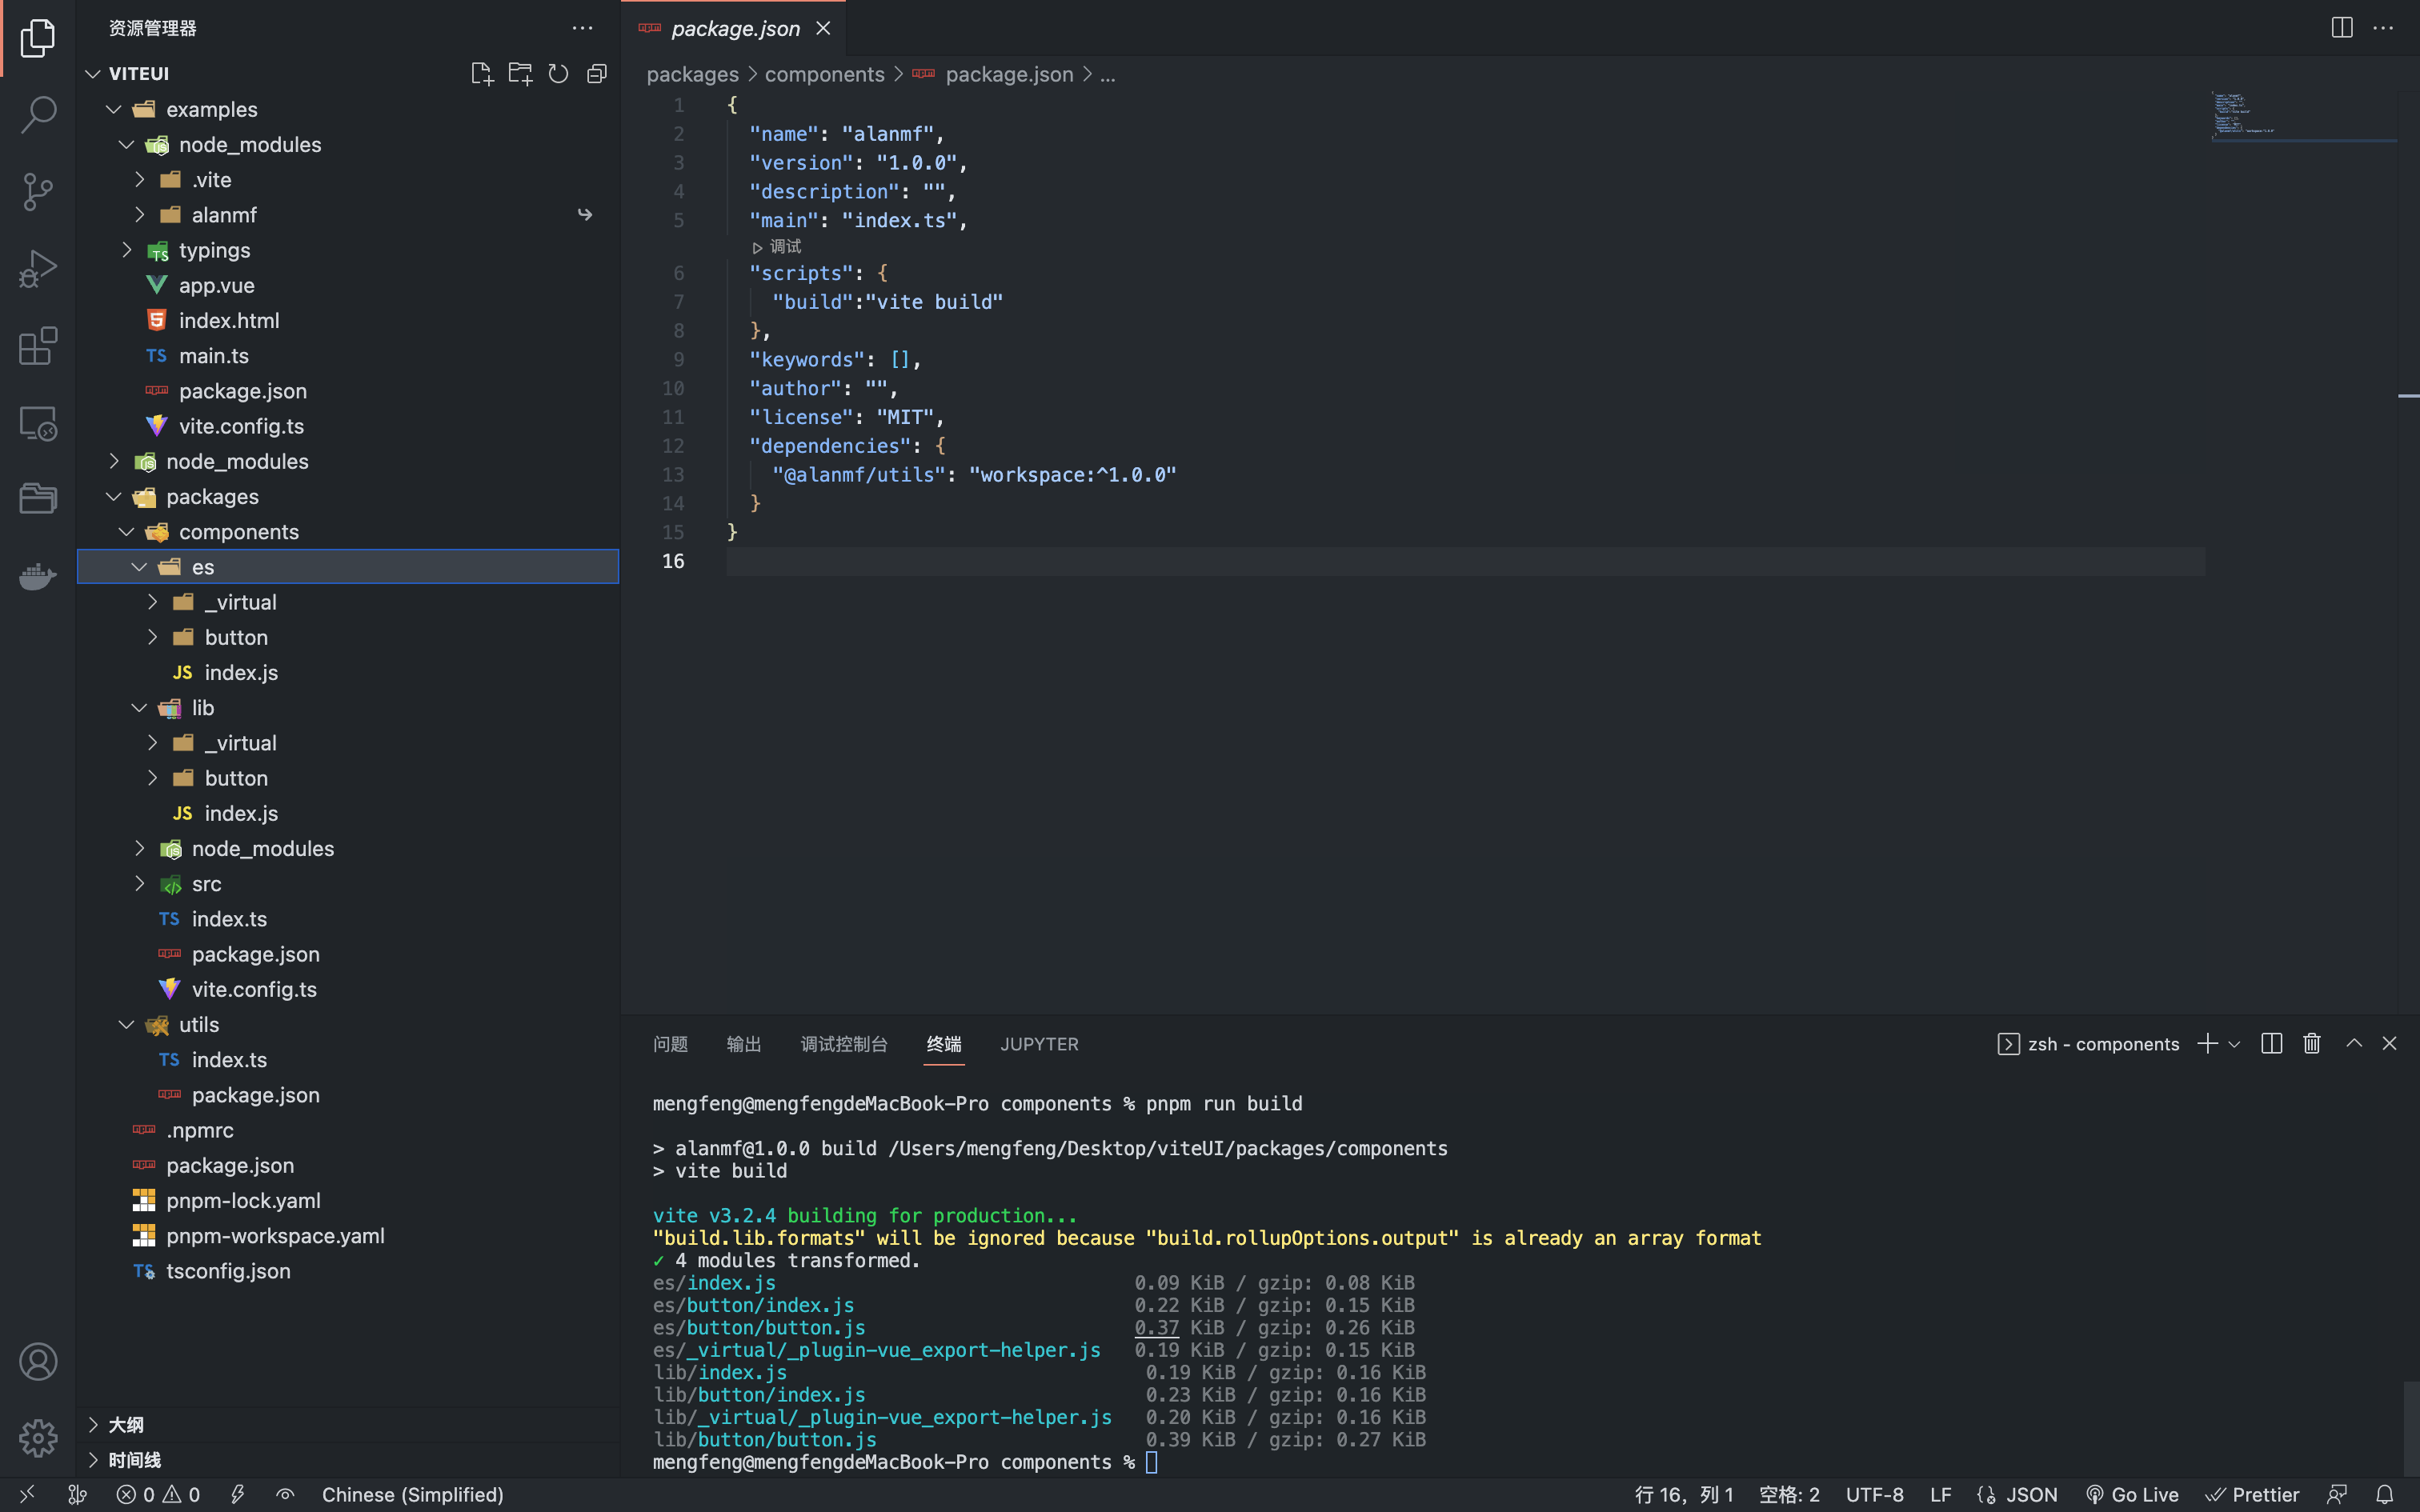 资源管理器
VITEUI
examples
node_modules
.vite
alanmf
typings
app.vue
index.html
TS main.ts
package.json
vite.config.ts
node_modules
packages
components
es
_virtual
button
JS index.js
lib
_virtual
button
JS index.js
node_modules
src
TS index.ts
package.json
vite.config.ts
utils
TS index.ts
package.json
.npmrc
package.json
pnpm-lock.yaml
pnpm-workspace.yaml
tsconfig.json
大纲
时间线
package.json
packages > components > package.json > ...
1 {
2 "name": "alanmf",
3 "version": "1.0.0",
4 "description": "",
5 "main": "index.ts",
调试
6 "scripts": {
7 "build":"vite build"
8 },
9 "keywords": [],
10 "author": "",
11 "license": "MIT",
12 "dependencies": {
13 "@alanmf/utils": "workspace:^1.0.0"
14 }
15 }
16
问题 输出 调试控制台 终端 JUPYTER
zsh - components
mengfeng@mengfengdeMacBook-Pro components % pnpm run build
> alanmf@1.0.0 build /Users/mengfeng/Desktop/viteUI/packages/components
> vite build
vite v3.2.4 building for production...
"build.lib.formats" will be ignored because "build.rollupOptions.output" is already an array format
✓ 4 modules transformed.
es/index.js 0.09 KiB / gzip: 0.08 KiB
es/button/index.js 0.22 KiB / gzip: 0.15 KiB
es/button/button.js 0.37 KiB / gzip: 0.26 KiB
es/_virtual/_plugin-vue_export-helper.js 0.19 KiB / gzip: 0.15 KiB
lib/index.js 0.19 KiB / gzip: 0.16 KiB
lib/button/index.js 0.23 KiB / gzip: 0.16 KiB
lib/_virtual/_plugin-vue_export-helper.js 0.20 KiB / gzip: 0.16 KiB
lib/button/button.js 0.39 KiB / gzip: 0.27 KiB
mengfeng@mengfengdeMacBook-Pro components %
0 0 Chinese (Simplified) 行 16，列 1 空格: 2 UTF-8 LF JSON Go Live Prettier